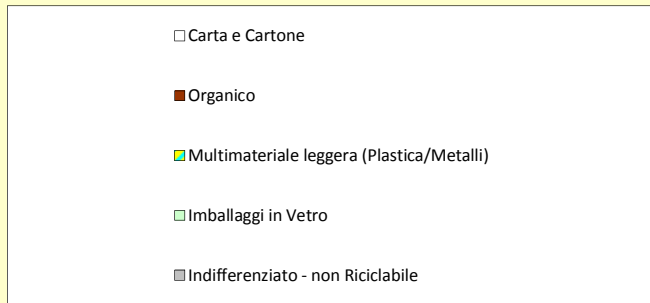 Carta e Cartone
Organico
Multimateriale leggera (Plastica/Metalli)
Imballaggi in Vetro
Indifferenziato - non Riciclabile